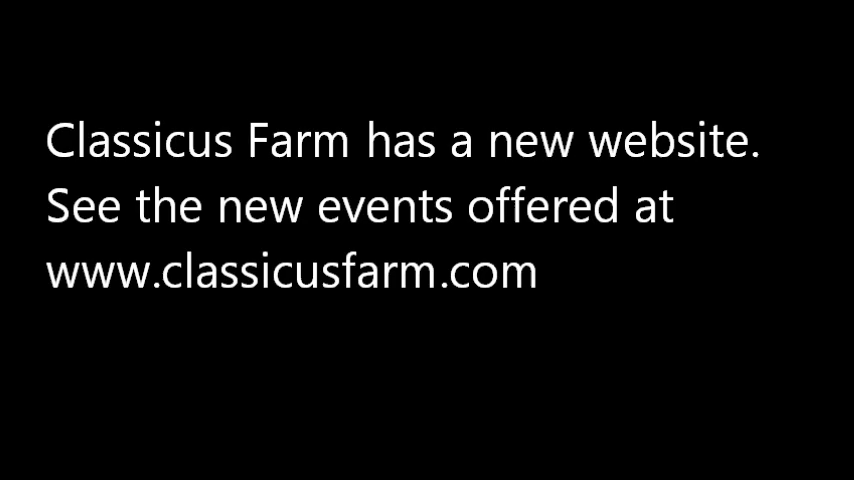 Classicus Farm has a new website.
See the new events offered at
www.classicusfarm.com